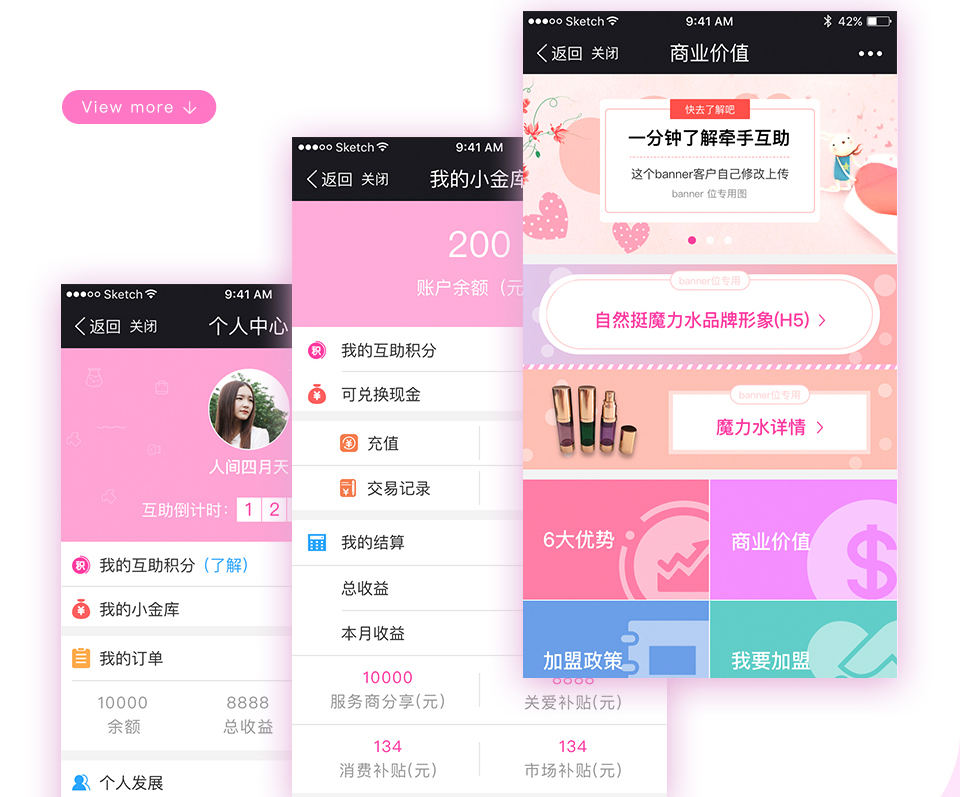 View more ↓
Sketch 9:41 AM
返回 关闭 个人中心
人间四月天
互助倒计时: 1 2
积 我的互助积分（了解）
¥ 我的小金库
我的订单
10000 8888
余额 总收益
个人发展
Sketch 9:41 AM
返回 关闭 我的小金库
200
账户余额（元
积 我的互助积分
¥ 可兑换现金
¥ 充值
¥ 交易记录
我的结算
总收益
本月收益
10000 8888
服务商分享(元) 关爱补贴(元)
134 134
消费补贴(元) 市场补贴(元)
Sketch 9:41 AM 42%
返回 关闭 商业价值 •••
快去了解吧
一分钟了解牵手互助
这个banner客户自己修改上传
banner 位专用图
banner位专用
自然挺魔力水品牌形象(H5) >
banner位专用
魔力水详情 >
6大优势 商业价值 $
加盟政策 我要加盟